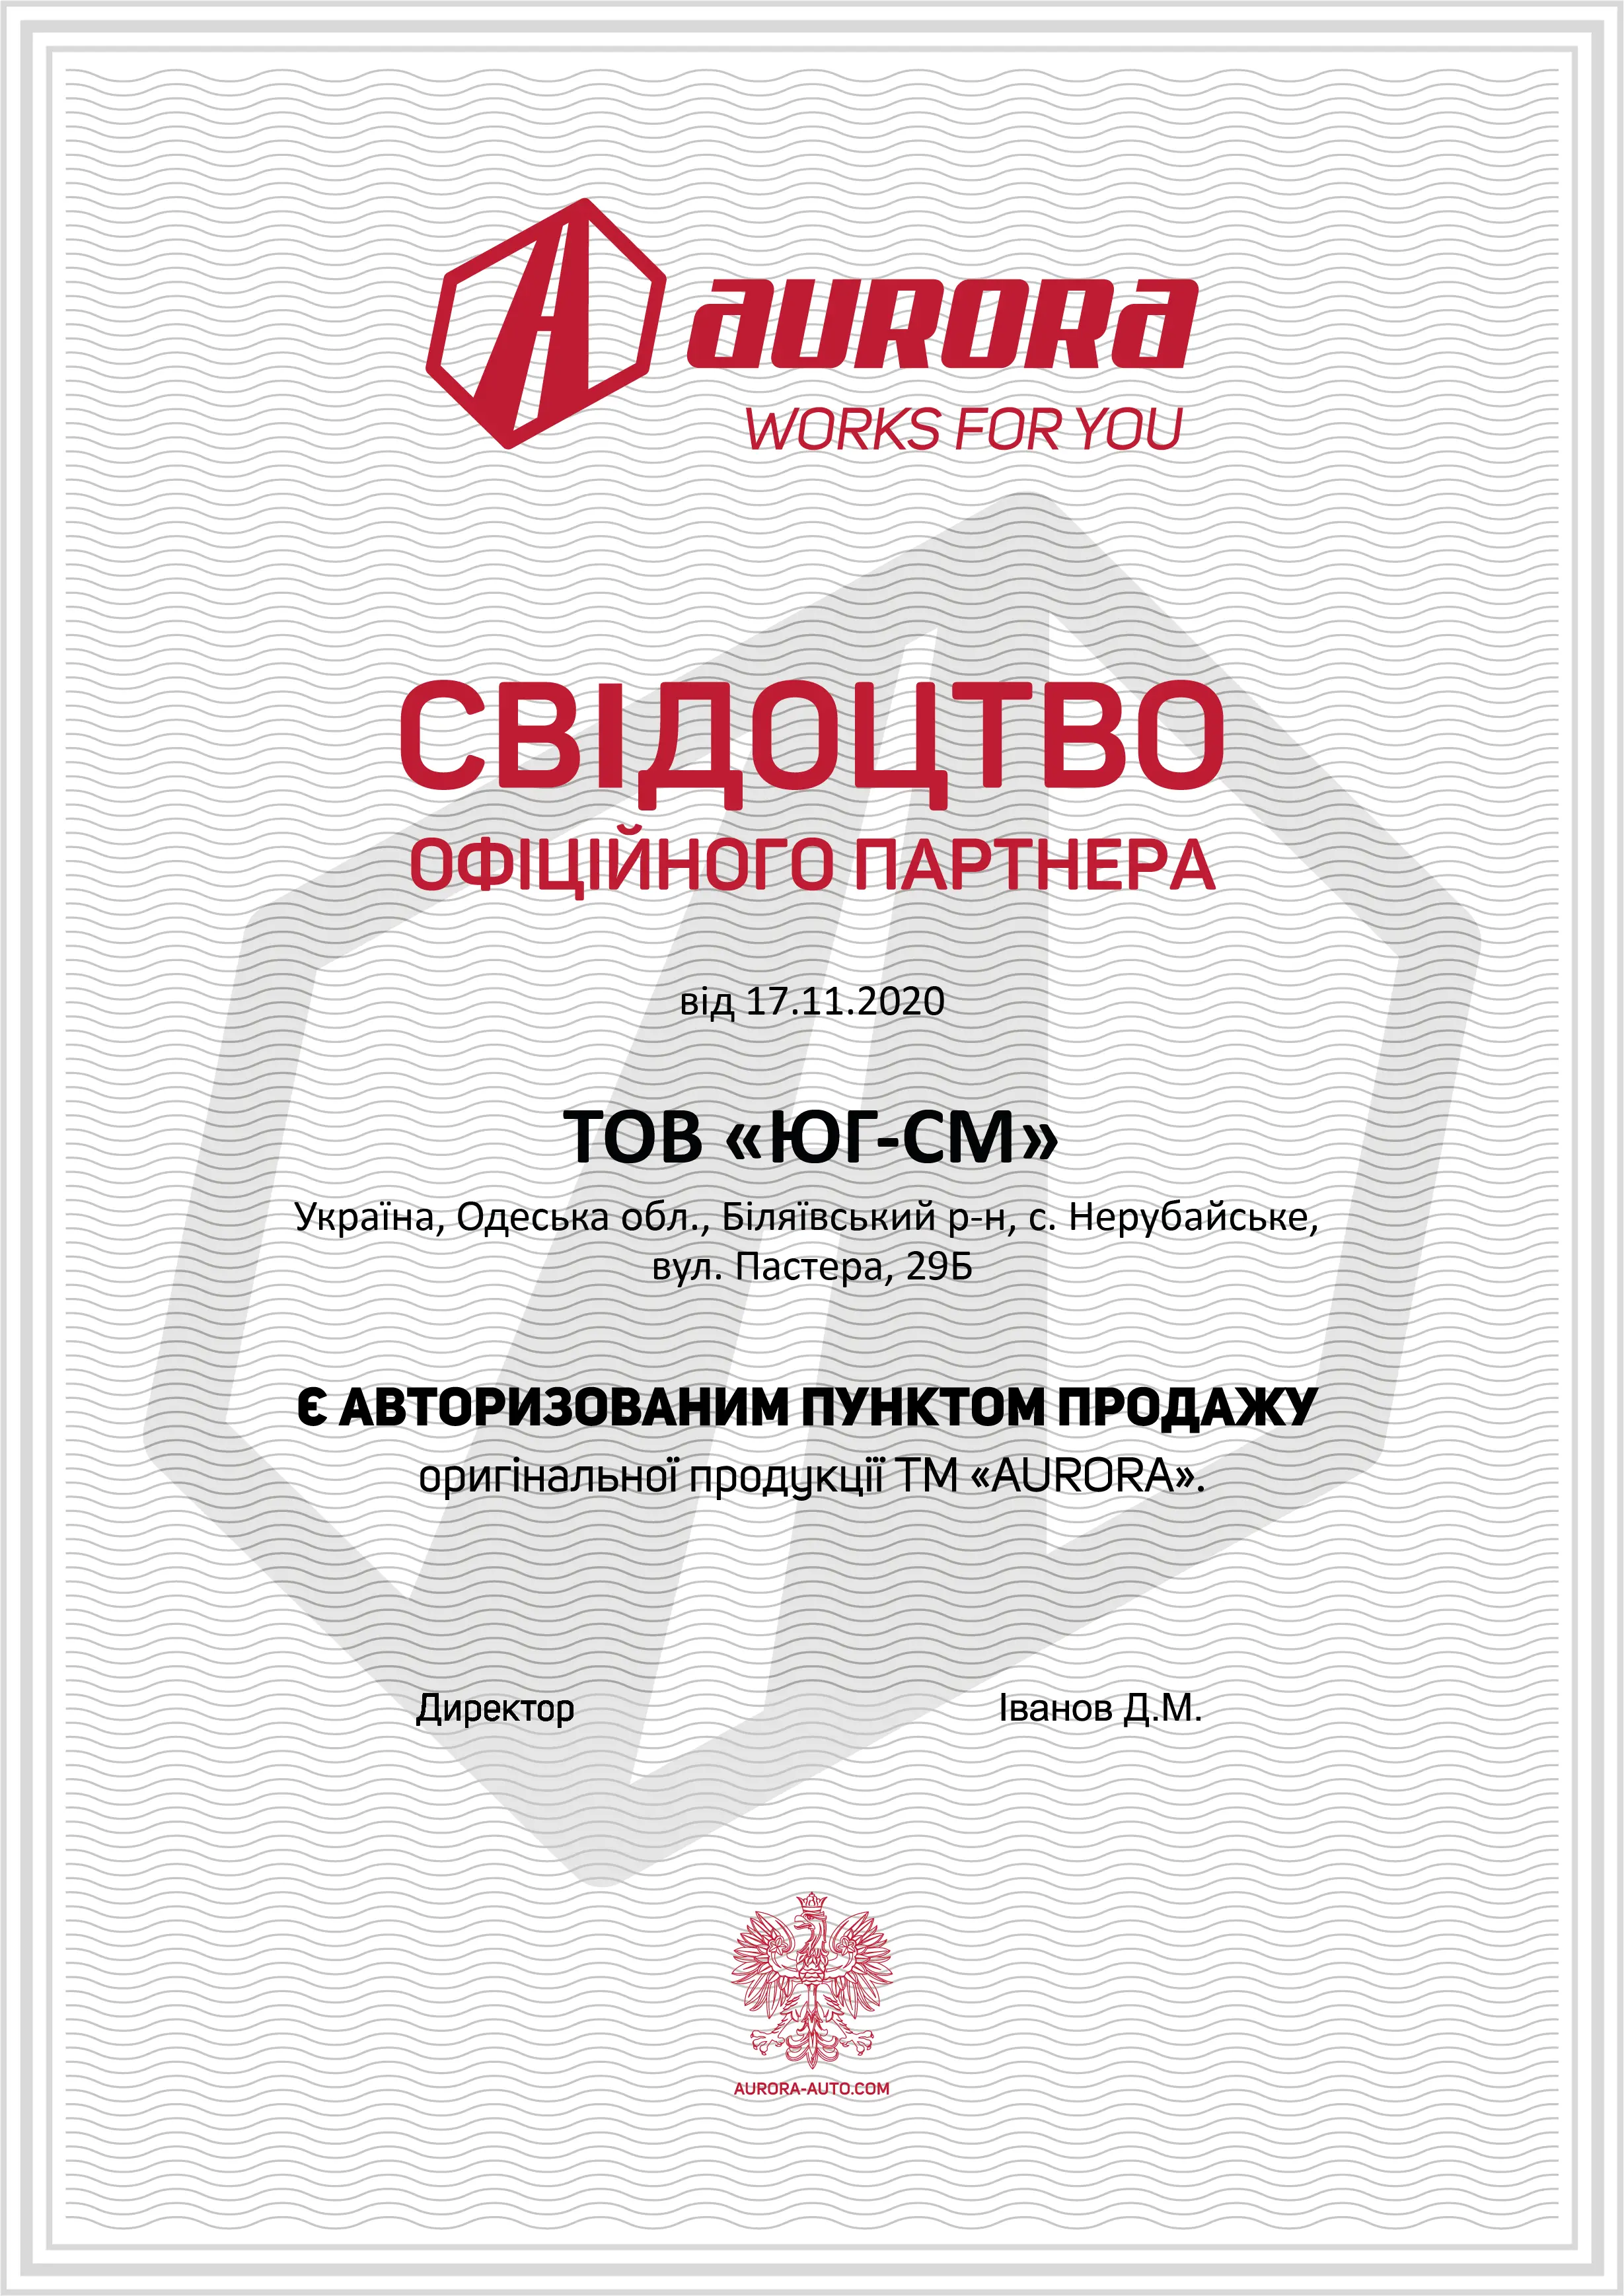 aurora
WORKS FOR YOU
СВІДОЦТВО
ОФІЦІЙНОГО ПАРТНЕРА
від 17.11.2020
ТОВ «ЮГ-СМ»
Україна, Одеська обл., Біляївський р-н, с. Нерубайське,
вул. Пастера, 29Б
Є АВТОРИЗОВАНИМ ПУНКТОМ ПРОДАЖУ
оригінальної продукції ТМ «AURORA».
Директор Іванов Д.М.
AURORA-AUTO.COM